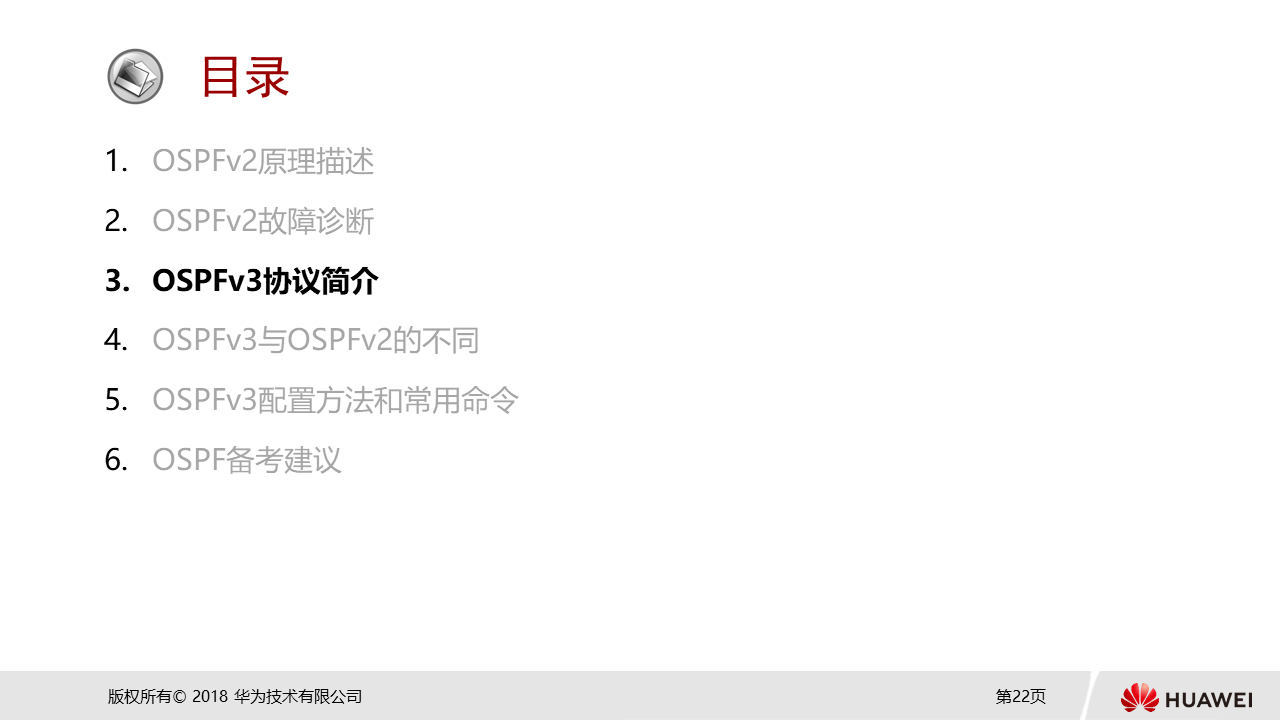 目录
1. OSPFv2原理描述
2. OSPFv2故障诊断
3. OSPFv3协议简介
4. OSPFv3与OSPFv2的不同
5. OSPFv3配置方法和常用命令
6. OSPF备考建议
版权所有© 2018 华为技术有限公司
第22页
HUAWEI